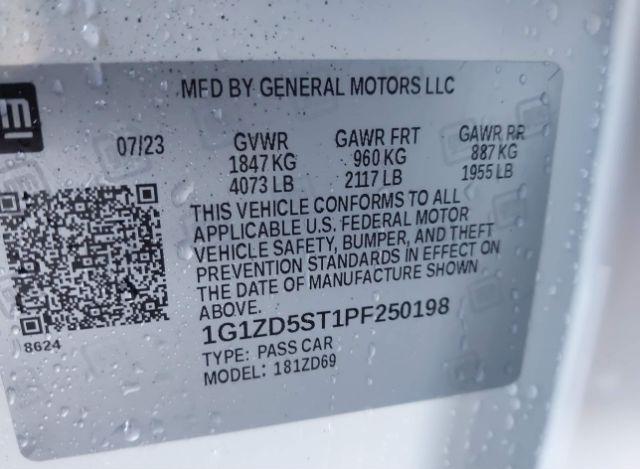 m
MFD BY GENERAL MOTORS LLC
07/23 GVWR GAWR FRT GAWR RR
1847 KG 960 KG 887 KG
4073 LB 2117 LB 1955 LB
THIS VEHICLE CONFORMS TO ALL
APPLICABLE U.S. FEDERAL MOTOR
VEHICLE SAFETY, BUMPER, AND THEFT
PREVENTION STANDARDS IN EFFECT ON
THE DATE OF MANUFACTURE SHOWN
ABOVE.
8624
1G1ZD5ST1PF250198
TYPE: PASS CAR
MODEL: 181ZD69